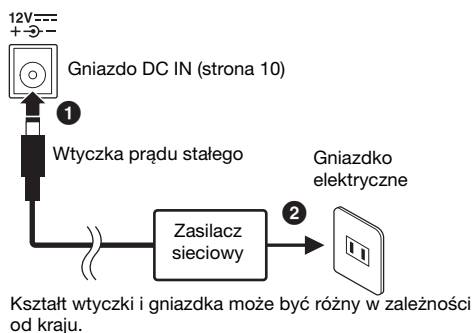 12V
+ -
Gniazdo DC IN (strona 10)
1
Wtyczka prądu stałego
Gniazdko
elektryczne
Zasilacz
sieciowy
2
Kształt wtyczki i gniazdka może być różny w zależności
od kraju.